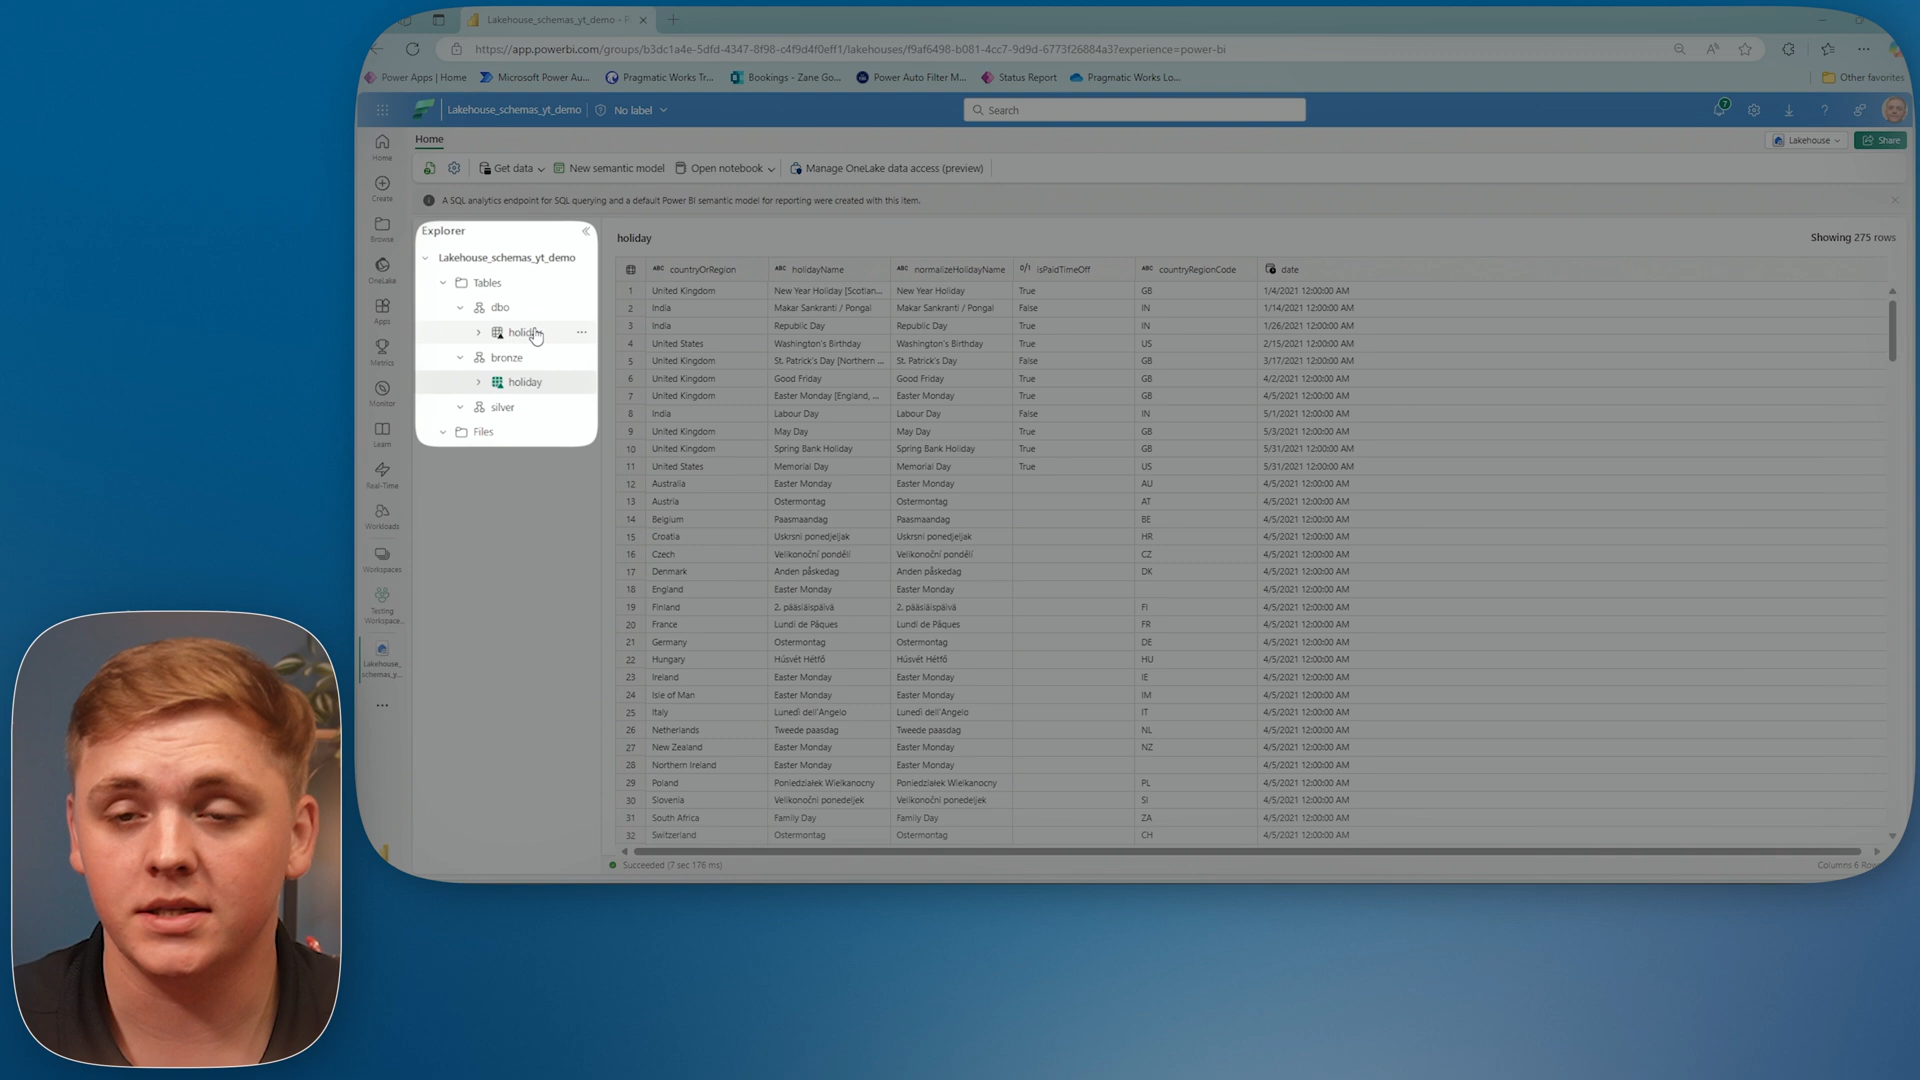 Lakehouse_schemas_yt_demo - P
https://app.powerbi.com/groups/b3dc1a4e-5dfd-4347-8f98-c4f9d4f0eff1/lakehouses/f9af6498-b081-4cc7-9d9d-6773f26884a3?experience=power-bi
Power Apps | Home
Microsoft Power Au...
Pragmatic Works Tr...
Bookings - Zane Go...
Power Auto Filter M...
Status Report
Pragmatic Works Lo...
Other favorites
Lakehouse_schemas_yt_demo
No label
Search
7
Home
Lakehouse
Share
Get data
New semantic model
Open notebook
Manage OneLake data access (preview)
A SQL analytics endpoint for SQL querying and a default Power BI semantic model for reporting were created with this item.
Home
Create
Browse
OneLake
Apps
Metrics
Monitor
Learn
Real-Time
Workloads
Workspaces
Testing
Workspace...
Lakehouse_
schemas_y...
Explorer
Lakehouse_schemas_yt_demo
Tables
dbo
holiday
bronze
holiday
silver
Files
holiday
Showing 275 rows
ABC countryOrRegion ABC holidayName ABC normalizeHolidayName 0/1 isPaidTimeOff ABC countryRegionCode date
1 United Kingdom New Year Holiday [Scotlan... New Year Holiday True GB 1/4/2021 12:00:00 AM
2 India Makar Sankranti / Pongal Makar Sankranti / Pongal False IN 1/14/2021 12:00:00 AM
3 India Republic Day Republic Day True IN 1/26/2021 12:00:00 AM
4 United States Washington's Birthday Washington's Birthday True US 2/15/2021 12:00:00 AM
5 United Kingdom St. Patrick's Day [Northern ... St. Patrick's Day False GB 3/17/2021 12:00:00 AM
6 United Kingdom Good Friday Good Friday True GB 4/2/2021 12:00:00 AM
7 United Kingdom Easter Monday [England, ... Easter Monday True GB 4/5/2021 12:00:00 AM
8 India Labour Day Labour Day False IN 5/1/2021 12:00:00 AM
9 United Kingdom May Day May Day True GB 5/3/2021 12:00:00 AM
10 United Kingdom Spring Bank Holiday Spring Bank Holiday True GB 5/31/2021 12:00:00 AM
11 United States Memorial Day Memorial Day True US 5/31/2021 12:00:00 AM
12 Australia Easter Monday Easter Monday AU 4/5/2021 12:00:00 AM
13 Austria Ostermontag Ostermontag AT 4/5/2021 12:00:00 AM
14 Belgium Paasmaandag Paasmaandag BE 4/5/2021 12:00:00 AM
15 Croatia Uskrsni ponedjeljak Uskrsni ponedjeljak HR 4/5/2021 12:00:00 AM
16 Czech Velikonoční pondělí Velikonoční pondělí CZ 4/5/2021 12:00:00 AM
17 Denmark Anden påskedag Anden påskedag DK 4/5/2021 12:00:00 AM
18 England Easter Monday Easter Monday 4/5/2021 12:00:00 AM
19 Finland 2. pääsiäispäivä 2. pääsiäispäivä FI 4/5/2021 12:00:00 AM
20 France Lundi de Pâques Lundi de Pâques FR 4/5/2021 12:00:00 AM
21 Germany Ostermontag Ostermontag DE 4/5/2021 12:00:00 AM
22 Hungary Húsvét Hétfő Húsvét Hétfő HU 4/5/2021 12:00:00 AM
23 Ireland Easter Monday Easter Monday IE 4/5/2021 12:00:00 AM
24 Isle of Man Easter Monday Easter Monday IM 4/5/2021 12:00:00 AM
25 Italy Lunedì dell'Angelo Lunedì dell'Angelo IT 4/5/2021 12:00:00 AM
26 Netherlands Tweede paasdag Tweede paasdag NL 4/5/2021 12:00:00 AM
27 New Zealand Easter Monday Easter Monday NZ 4/5/2021 12:00:00 AM
28 Northern Ireland Easter Monday Easter Monday 4/5/2021 12:00:00 AM
29 Poland Poniedziałek Wielkanocny Poniedziałek Wielkanocny PL 4/5/2021 12:00:00 AM
30 Slovenia Velikonočni ponedeljek Velikonočni ponedeljek SI 4/5/2021 12:00:00 AM
31 South Africa Family Day Family Day ZA 4/5/2021 12:00:00 AM
32 Switzerland Ostermontag Ostermontag CH 4/5/2021 12:00:00 AM
Succeeded (7 sec 176 ms)
Columns 6 Row